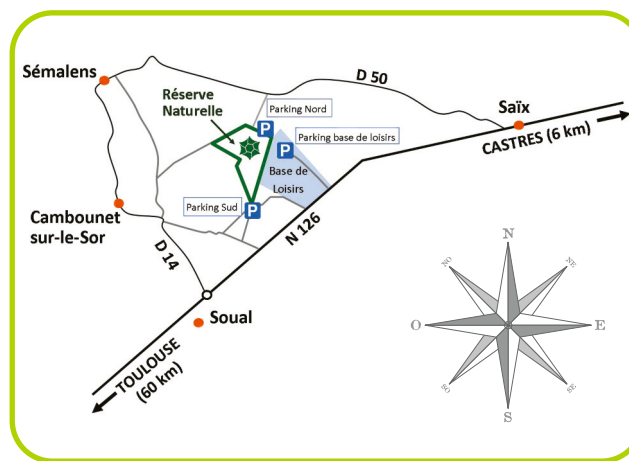 D 50
Sémalens
Parking Nord
Réserve
Naturelle
Saïx
P
Parking base de loisirs
P
CASTRES (6 km)
Base de
Loisirs
Parking Sud
P
Cambounet
sur-le-Sor
N 126
D 14
Soual
TOULOUSE
(60 km)
N
NO
NE
O
E
SO
SE
S